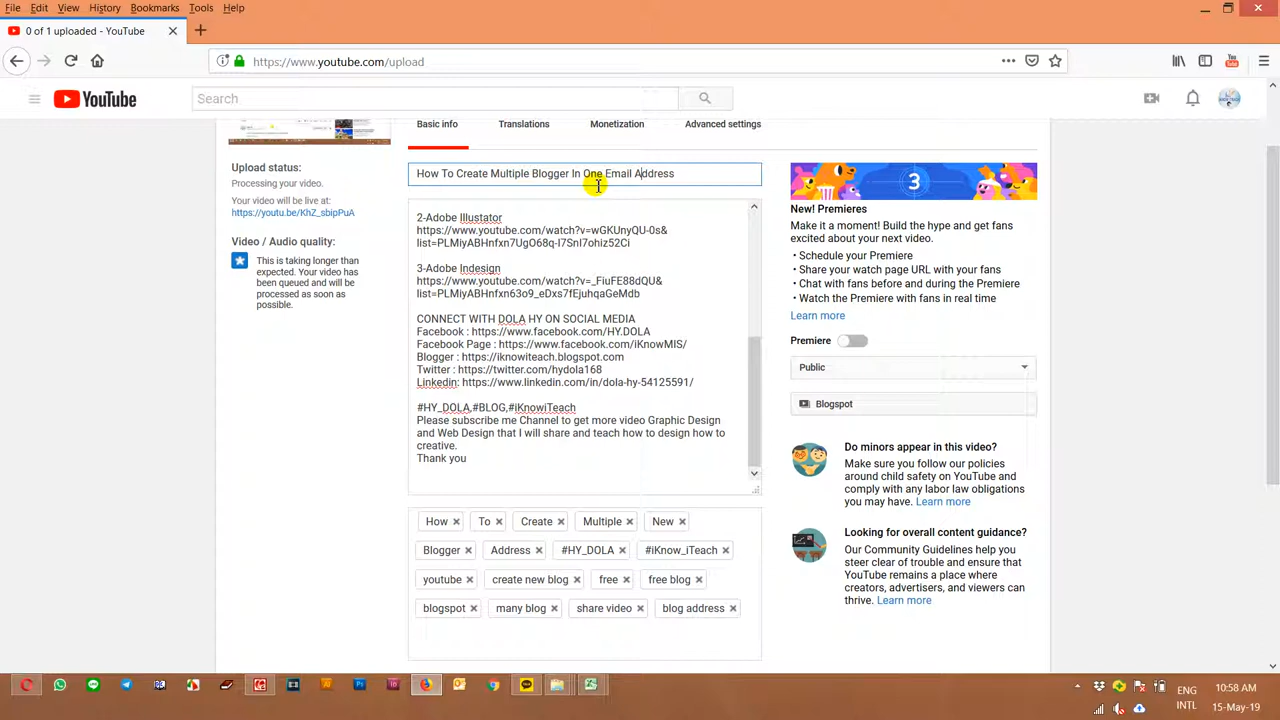 File Edit View History Bookmarks Tools Help
0 of 1 uploaded - YouTube
https://www.youtube.com/upload
YouTube
Search
Basic info Translations Monetization Advanced settings
Upload status:
Processing your video.
Your video will be live at:
https://youtu.be/KhZ_sbipPuA
Video / Audio quality:
This is taking longer than
expected. Your video has
been queued and will be
processed as soon as
possible.
How To Create Multiple Blogger In One Email Address
2-Adobe Illustator
https://www.youtube.com/watch?v=wGKUnyQU-0s&
list=PLMiyABHnfxn7UgO68q-I7SnI7ohiz52Ci
3-Adobe Indesign
https://www.youtube.com/watch?v=_FiuFE88dQU&
list=PLMiyABHnfxn63o9_eDxs7fEjuhqaGeMdb
CONNECT WITH DOLA HY ON SOCIAL MEDIA
Facebook : https://www.facebook.com/HY.DOLA
Facebook Page : https://www.facebook.com/iKnowMIS/
Blogger : https://iknowiteach.blogspot.com
Twitter : https://twitter.com/hydola168
Linkedin: https://www.linkedin.com/in/dola-hy-54125591/
#HY_DOLA,#BLOG,#iKnowiTeach
Please subscribe me Channel to get more video Graphic Design
and Web Design that I will share and teach how to design how to
creative.
Thank you
How To Create Multiple New
Blogger Address #HY_DOLA #iKnow_iTeach
youtube create new blog free free blog
blogspot many blog share video blog address
3
New! Premieres
Make it a moment! Build the hype and get fans
excited about your next video.
• Schedule your Premiere
• Share your watch page URL with your fans
• Chat with fans before and during the Premiere
• Watch the Premiere with fans in real time
Learn more
Premiere
Public
Blogspot
Do minors appear in this video?
Make sure you follow our policies
around child safety on YouTube and
comply with any labor law obligations
you may have. Learn more
Looking for overall content guidance?
Our Community Guidelines help you
steer clear of trouble and ensure that
YouTube remains a place where
creators, advertisers, and viewers can
thrive. Learn more
ENG
INTL
10:58 AM
15-May-19